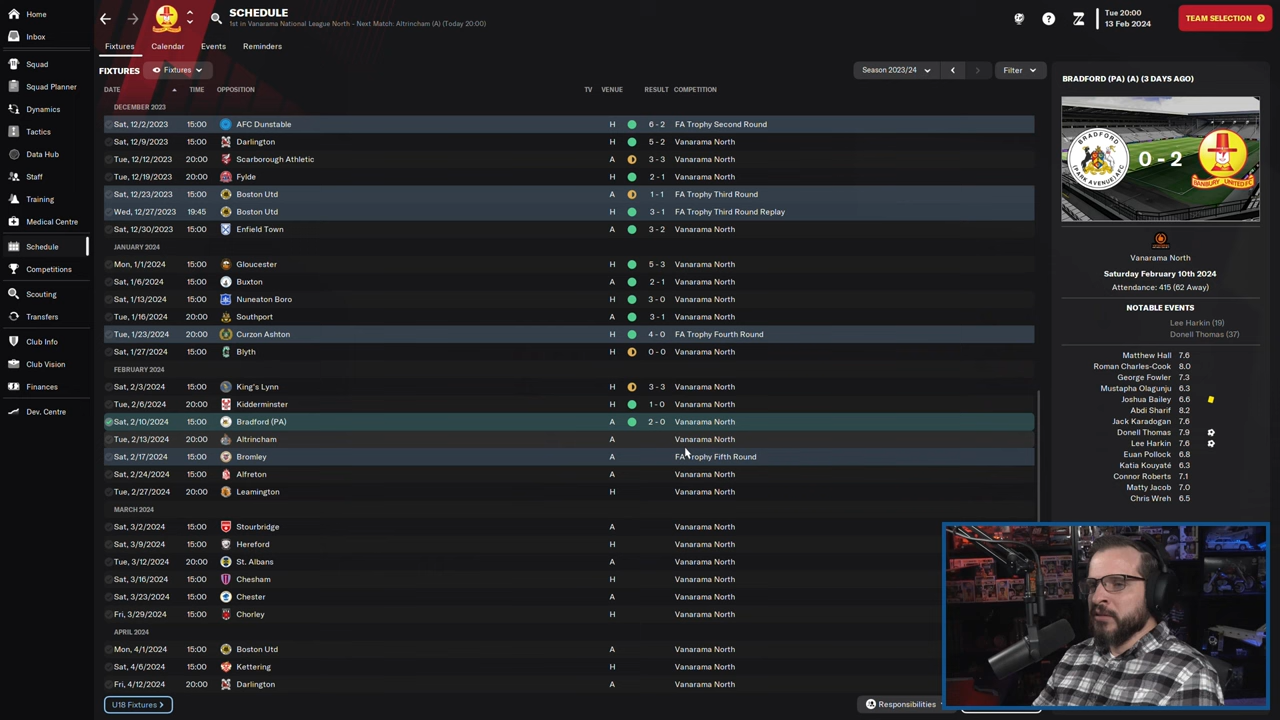 Home
Inbox
Squad
Squad Planner
Dynamics
Tactics
Data Hub
Staff
Training
Medical Centre
Schedule
Competitions
Scouting
Transfers
Club Info
Club Vision
Finances
Dev. Centre
SCHEDULE
1st in Vanarama National League North - Next Match: Altrincham (A) (Today 20:00)
Tue 20:00
13 Feb 2024
TEAM SELECTION
Fixtures Calendar Events Reminders
FIXTURES Fixtures Season 2023/24 Filter
DATE TIME OPPOSITION TV VENUE RESULT COMPETITION
DECEMBER 2023
Sat, 12/2/2023 15:00 AFC Dunstable H 6 - 2 FA Trophy Second Round
Sat, 12/9/2023 15:00 Darlington H 5 - 2 Vanarama North
Tue, 12/12/2023 20:00 Scarborough Athletic A 3 - 3 Vanarama North
Tue, 12/19/2023 20:00 Fylde H 2 - 1 Vanarama North
Sat, 12/23/2023 15:00 Boston Utd A 1 - 1 FA Trophy Third Round
Wed, 12/27/2023 19:45 Boston Utd H 3 - 1 FA Trophy Third Round Replay
Sat, 12/30/2023 15:00 Enfield Town A 3 - 2 Vanarama North
JANUARY 2024
Mon, 1/1/2024 15:00 Gloucester H 5 - 3 Vanarama North
Sat, 1/6/2024 15:00 Buxton A 2 - 1 Vanarama North
Sat, 1/13/2024 15:00 Nuneaton Boro H 3 - 0 Vanarama North
Tue, 1/16/2024 20:00 Southport A 3 - 1 Vanarama North
Tue, 1/23/2024 20:00 Curzon Ashton H 4 - 0 FA Trophy Fourth Round
Sat, 1/27/2024 15:00 Blyth H 0 - 0 Vanarama North
FEBRUARY 2024
Sat, 2/3/2024 15:00 King's Lynn H 3 - 3 Vanarama North
Tue, 2/6/2024 20:00 Kidderminster H 1 - 0 Vanarama North
Sat, 2/10/2024 15:00 Bradford (PA) A 2 - 0 Vanarama North
Tue, 2/13/2024 20:00 Altrincham A Vanarama North
Sat, 2/17/2024 15:00 Bromley A FA Trophy Fifth Round
Sat, 2/24/2024 15:00 Alfreton A Vanarama North
Tue, 2/27/2024 20:00 Leamington H Vanarama North
MARCH 2024
Sat, 3/2/2024 15:00 Stourbridge A Vanarama North
Sat, 3/9/2024 15:00 Hereford H Vanarama North
Tue, 3/12/2024 20:00 St. Albans A Vanarama North
Sat, 3/16/2024 15:00 Chesham H Vanarama North
Sat, 3/23/2024 15:00 Chester A Vanarama North
Fri, 3/29/2024 15:00 Chorley H Vanarama North
APRIL 2024
Mon, 4/1/2024 15:00 Boston Utd A Vanarama North
Sat, 4/6/2024 15:00 Kettering H Vanarama North
Fri, 4/12/2024 20:00 Darlington A Vanarama North
U18 Fixtures
Responsibilities
BRADFORD (PA) (A) (3 DAYS AGO)
BRADFORD
0 - 2
BANBURY UNITED FC
Vanarama North
Saturday February 10th 2024
Attendance: 415 (62 Away)
NOTABLE EVENTS
Lee Harkin (19)
Donell Thomas (37)
Matthew Hall 7.6
Roman Charles-Cook 8.0
George Fowler 7.3
Mustapha Olagunju 6.3
Joshua Bailey 6.6
Abdi Sharif 8.2
Jack Karadogan 7.6
Donell Thomas 7.9
Lee Harkin 7.6
Euan Pollock 6.8
Katia Kouyaté 6.3
Connor Roberts 7.1
Matty Jacob 7.0
Chris Wreh 6.5